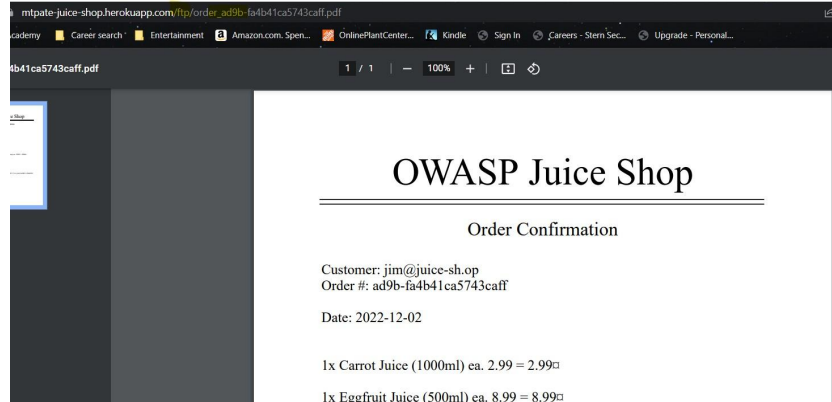 mtpate-juice-shop.herokuapp.com/ftp/order_ad9b-fa4b41ca5743caff.pdf
Career search Entertainment a Amazon.com. Spen... OnlinePlantCenter... Kindle Sign In Careers - Stern Sec... Upgrade - Personal...
4b41ca5743caff.pdf 1 / 1 | − 100% + |
OWASP Juice Shop
Order Confirmation
Customer: jim@juice-sh.op
Order #: ad9b-fa4b41ca5743caff
Date: 2022-12-02
1x Carrot Juice (1000ml) ea. 2.99 = 2.99¤
1x Eggfruit Juice (500ml) ea. 8.99 = 8.99¤